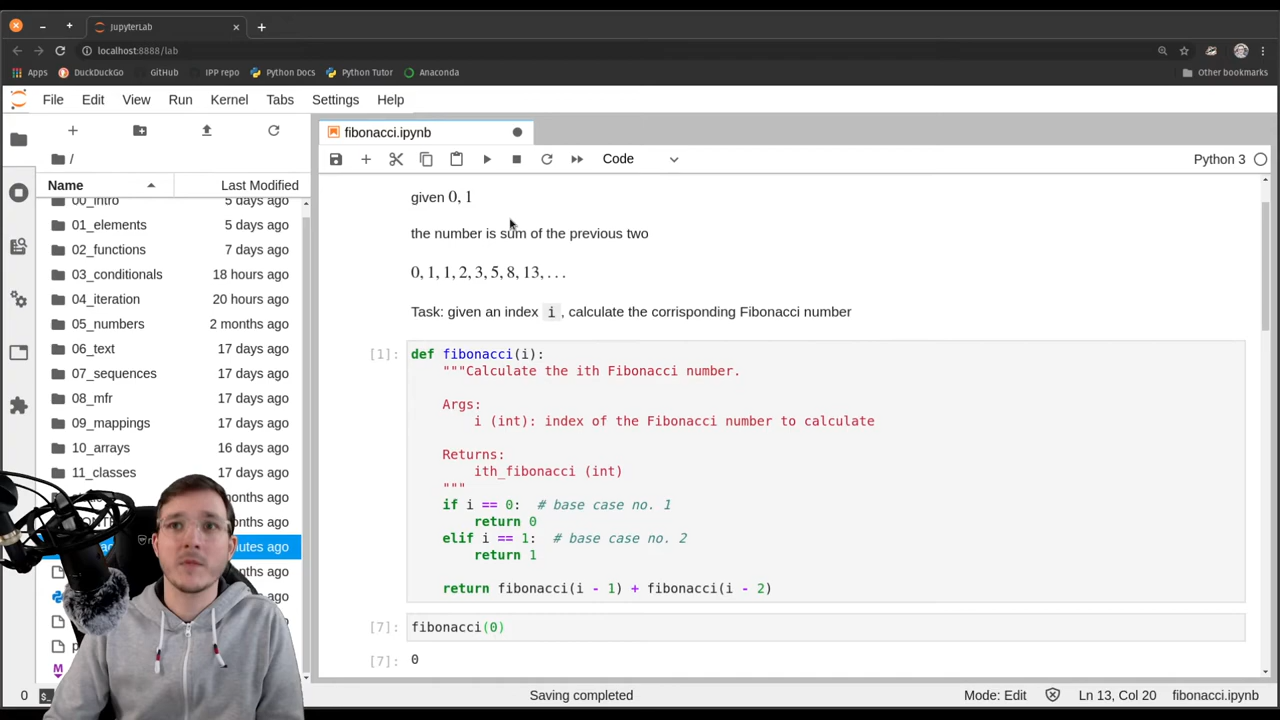 JupyterLab
localhost:8888/lab
Apps DuckDuckGo GitHub IPP repo Python Docs Python Tutor Anaconda Other bookmarks
File Edit View Run Kernel Tabs Settings Help
fibonacci.ipynb
Code Python 3
/
Name Last Modified
00_intro 5 days ago
01_elements 5 days ago
02_functions 7 days ago
03_conditionals 18 hours ago
04_iteration 20 hours ago
05_numbers 2 months ago
06_text 17 days ago
07_sequences 17 days ago
08_mfr 17 days ago
09_mappings 17 days ago
10_arrays 16 days ago
11_classes 17 days ago
given 0, 1
the number is sum of the previous two
0, 1, 1, 2, 3, 5, 8, 13, . . .
Task: given an index i, calculate the corrisponding Fibonacci number
[1]: def fibonacci(i):
"""Calculate the ith Fibonacci number.
Args:
i (int): index of the Fibonacci number to calculate
Returns:
ith_fibonacci (int)
"""
if i == 0: # base case no. 1
return 0
elif i == 1: # base case no. 2
return 1
return fibonacci(i - 1) + fibonacci(i - 2)
[7]: fibonacci(0)
[7]: 0
0 Saving completed Mode: Edit Ln 13, Col 20 fibonacci.ipynb